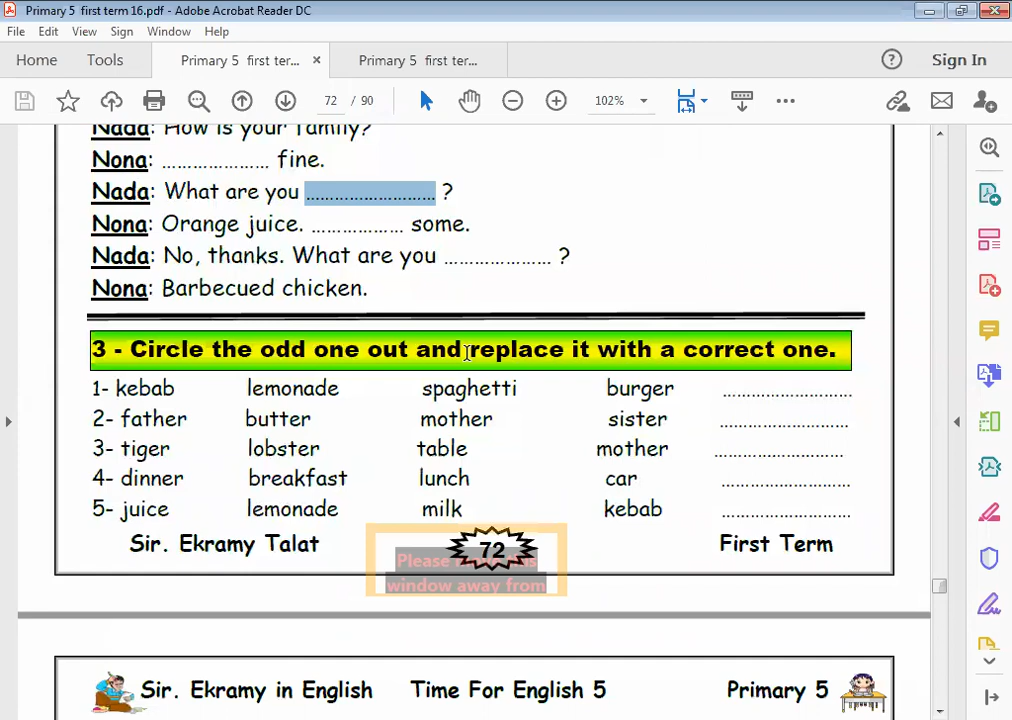 Primary 5 first term 16.pdf - Adobe Acrobat Reader DC
File Edit View Sign Window Help
Home Tools Primary 5 first ter... × Primary 5 first ter... Sign In
72 / 90 102%
Nada: How is your family?
Nona: ..................... fine.
Nada: What are you ......................... ?
Nona: Orange juice. .................. some.
Nada: No, thanks. What are you ..................... ?
Nona: Barbecued chicken.
3 - Circle the odd one out and replace it with a correct one.
1- kebab lemonade spaghetti burger .........................
2- father butter mother sister .........................
3- tiger lobster table mother .........................
4- dinner breakfast lunch car .........................
5- juice lemonade milk kebab .........................
Sir. Ekramy Talat 72 First Term
Please
window away from
Sir. Ekramy in English Time For English 5 Primary 5